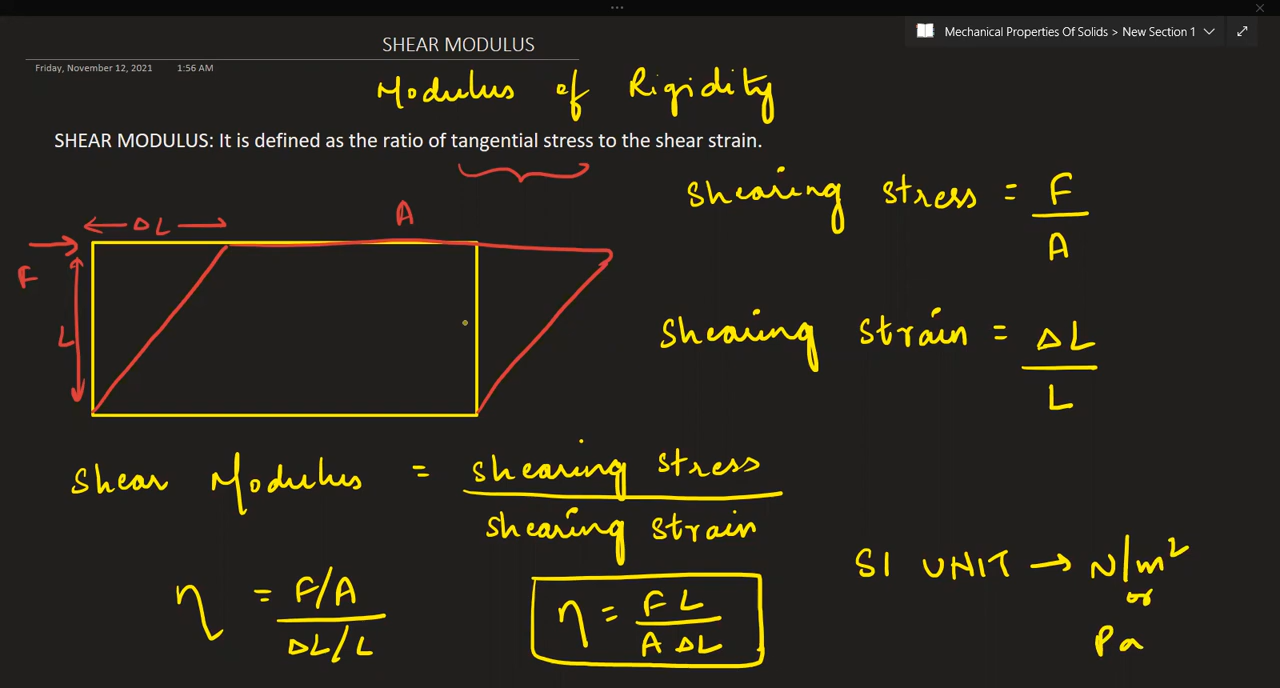 Mechanical Properties Of Solids > New Section 1
SHEAR MODULUS
Friday, November 12, 2021 1:56 AM
Modulus of Rigidity
SHEAR MODULUS: It is defined as the ratio of tangential stress to the shear strain.
Shearing stress = F
A
ΔL A
F
L
Shearing strain = ΔL
L
Shear Modulus = shearing stress
shearing strain
η = F/A
ΔL/L
η = F L
A ΔL
SI UNIT → N/m²
or
Pa